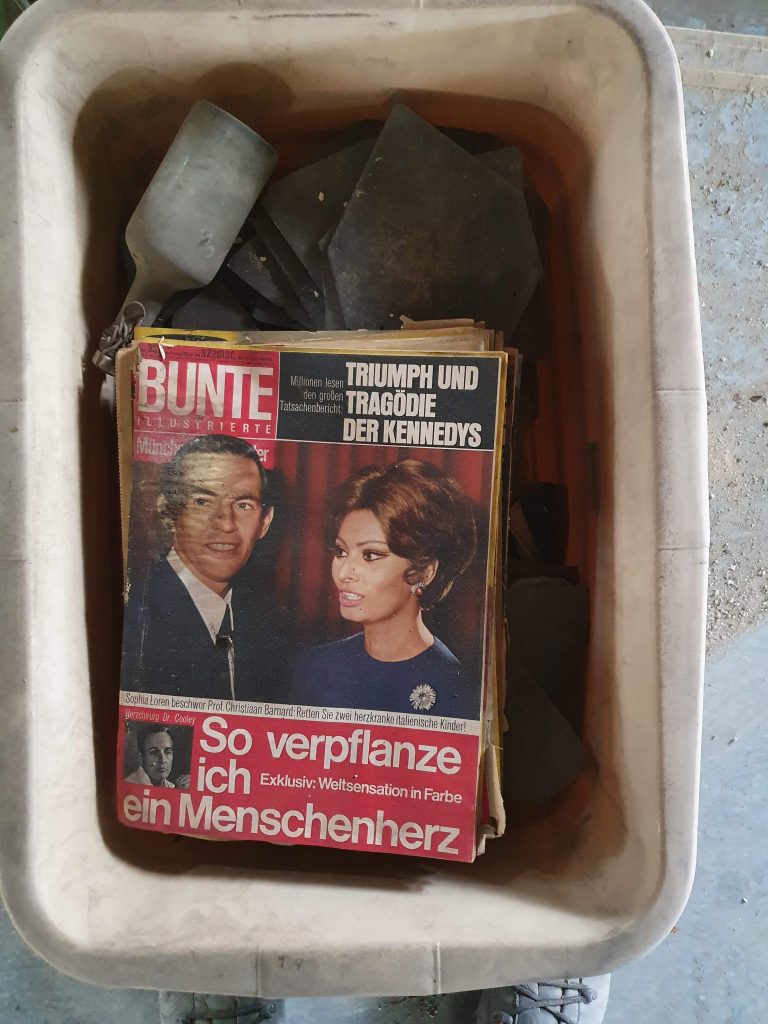 BUNTE
ILLUSTRIERTE
Millionen lesen
den großen
Tatsachenbericht:
TRIUMPH UND
TRAGÖDIE
DER KENNEDYS
Sophia Loren beschwor Prof. Christiaan Barnard: Retten Sie zwei herzkranke italienische Kinder!
Herzchirurg Dr. Cooley
So verpflanze
ich
Exklusiv: Weltsensation in Farbe
ein Menschenherz